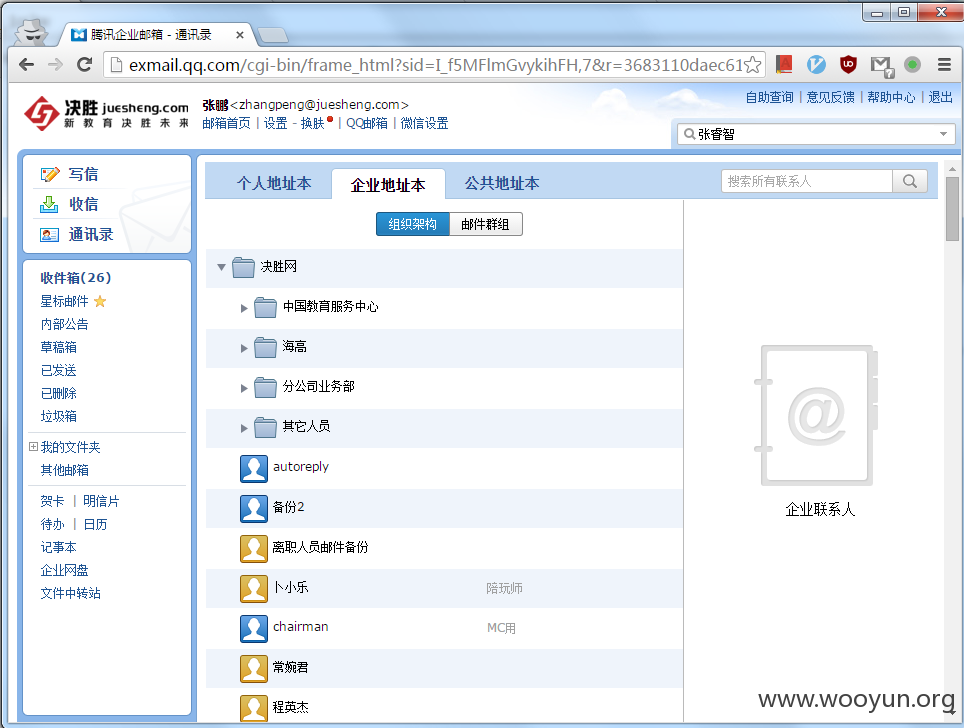 腾讯企业邮箱 - 通讯录
exmail.qq.com/cgi-bin/frame_html?sid=I_f5MFlmGvykihFH,7&r=3683110daec61
决胜 juesheng.com
新教育决胜未来
张鹏<zhangpeng@juesheng.com>
邮箱首页 | 设置 - 换肤 | QQ邮箱 | 微信设置
自助查询 | 意见反馈 | 帮助中心 | 退出
张睿智
写信
收信
通讯录
收件箱(26)
星标邮件
内部公告
草稿箱
已发送
已删除
垃圾箱
我的文件夹
其他邮箱
贺卡 | 明信片
待办 | 日历
记事本
企业网盘
文件中转站
个人地址本 企业地址本 公共地址本
搜索所有联系人
组织架构 邮件群组
决胜网
中国教育服务中心
海高
分公司业务部
其它人员
autoreply
备份2
离职人员邮件备份
卜小乐 陪玩师
chairman MC用
常婉君
程英杰
@
企业联系人
www.wooyun.org